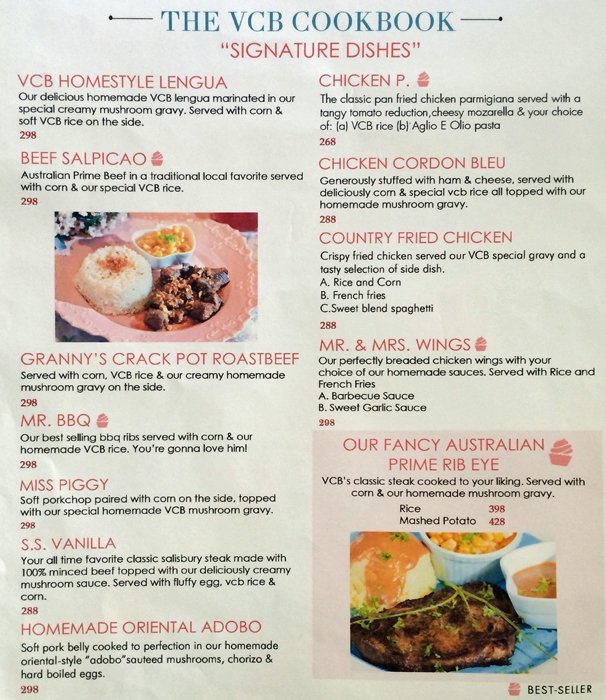 THE VCB COOKBOOK
"SIGNATURE DISHES"
VCB HOMESTYLE LENGUA
Our delicious homemade VCB lengua marinated in our
special creamy mushroom gravy. Served with corn &
soft VCB rice on the side.
298
BEEF SALPICAO
Australian Prime Beef in a traditional local favorite served
with corn & our special VCB rice.
298
GRANNY'S CRACK POT ROASTBEEF
Served with corn, VCB rice & our creamy homemade
mushroom gravy on the side.
298
MR. BBQ
Our best selling bbq ribs served with corn & our
homemade VCB rice. You're gonna love him!
298
MISS PIGGY
Soft porkchop paired with corn on the side, topped
with our special homemade VCB mushroom gravy.
298
S.S. VANILLA
Your all time favorite classic salisbury steak made with
100% minced beef topped with our deliciously creamy
mushroom sauce. Served with fluffy egg, vcb rice &
corn.
288
HOMEMADE ORIENTAL ADOBO
Soft pork belly cooked to perfection in our homemade
oriental-style "adobo"sauteed mushrooms, chorizo &
hard boiled eggs.
298
CHICKEN P.
The classic pan fried chicken parmigiana served with a
tangy tomato reduction,cheesy mozarella & your choice
of: (a) VCB rice (b) Aglio E Olio pasta
268
CHICKEN CORDON BLEU
Generously stuffed with ham & cheese, served with
deliciously corn & special vcb rice all topped with our
homemade mushroom gravy.
288
COUNTRY FRIED CHICKEN
Crispy fried chicken served our VCB special gravy and a
tasty selection of side dish.
A. Rice and Corn
B. French fries
C.Sweet blend spaghetti
288
MR. & MRS. WINGS
Our perfectly breaded chicken wings with your
choice of our homemade sauces. Served with Rice and
French Fries
A. Barbecue Sauce
B. Sweet Garlic Sauce
298
OUR FANCY AUSTRALIAN
PRIME RIB EYE
VCB's classic steak cooked to your liking. Served with
corn & our homemade mushroom gravy.
Rice 398
Mashed Potato 428
BEST-SELLER